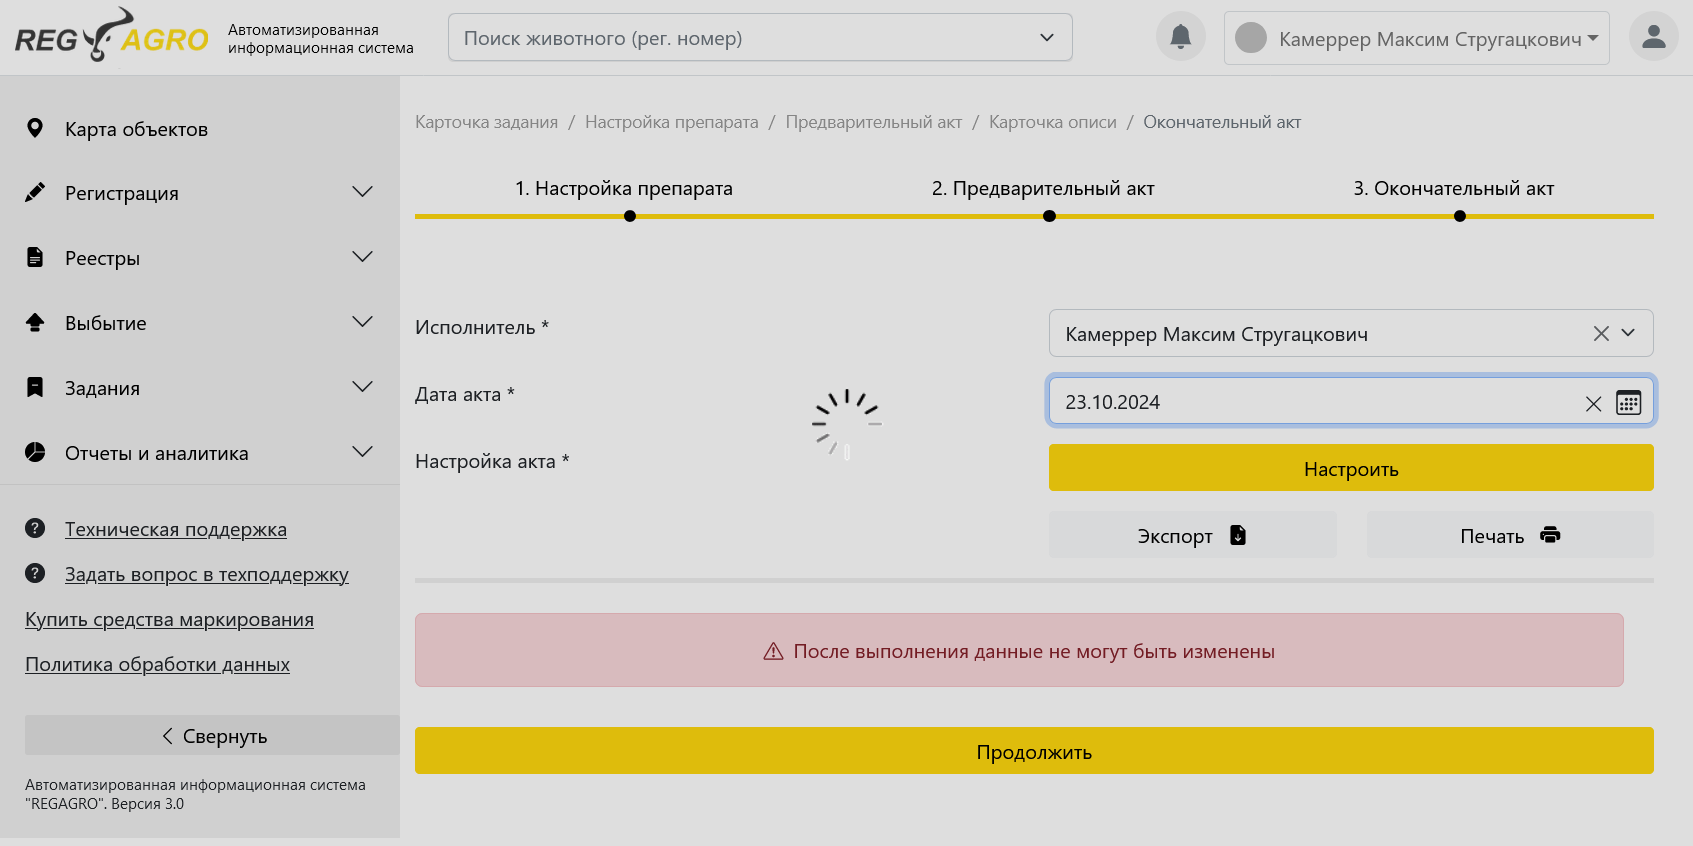 REG AGRO
Автоматизированная
информационная система
Поиск животного (рег. номер)
Камеррер Максим Стругацкович
Карта объектов
Регистрация
Реестры
Выбытие
Задания
Отчеты и аналитика
Техническая поддержка
Задать вопрос в техподдержку
Купить средства маркирования
Политика обработки данных
Свернуть
Автоматизированная информационная система
"REGAGRO". Версия 3.0
Карточка задания / Настройка препарата / Предварительный акт / Карточка описи / Окончательный акт
1. Настройка препарата
2. Предварительный акт
3. Окончательный акт
Исполнитель *
Камеррер Максим Стругацкович
Дата акта *
23.10.2024
Настройка акта *
Настроить
Экспорт
Печать
После выполнения данные не могут быть изменены
Продолжить